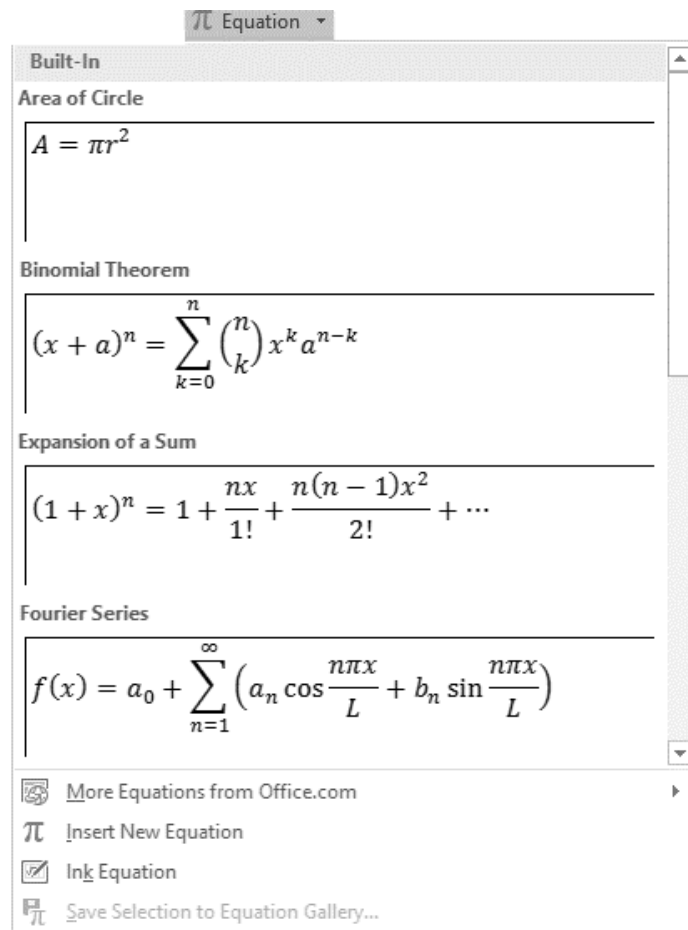 π Equation
Built-In
Area of Circle
A = πr²
Binomial Theorem
(x + a)ⁿ = ∑_{k=0}^{n} (n k) xᵏaⁿ⁻ᵏ
Expansion of a Sum
(1 + x)ⁿ = 1 + nx/1! + n(n − 1)x²/2! + ⋯
Fourier Series
f(x) = a₀ + ∑_{n=1}^{∞} (aₙ cos nπx/L + bₙ sin nπx/L)
More Equations from Office.com
π Insert New Equation
Ink Equation
π Save Selection to Equation Gallery...